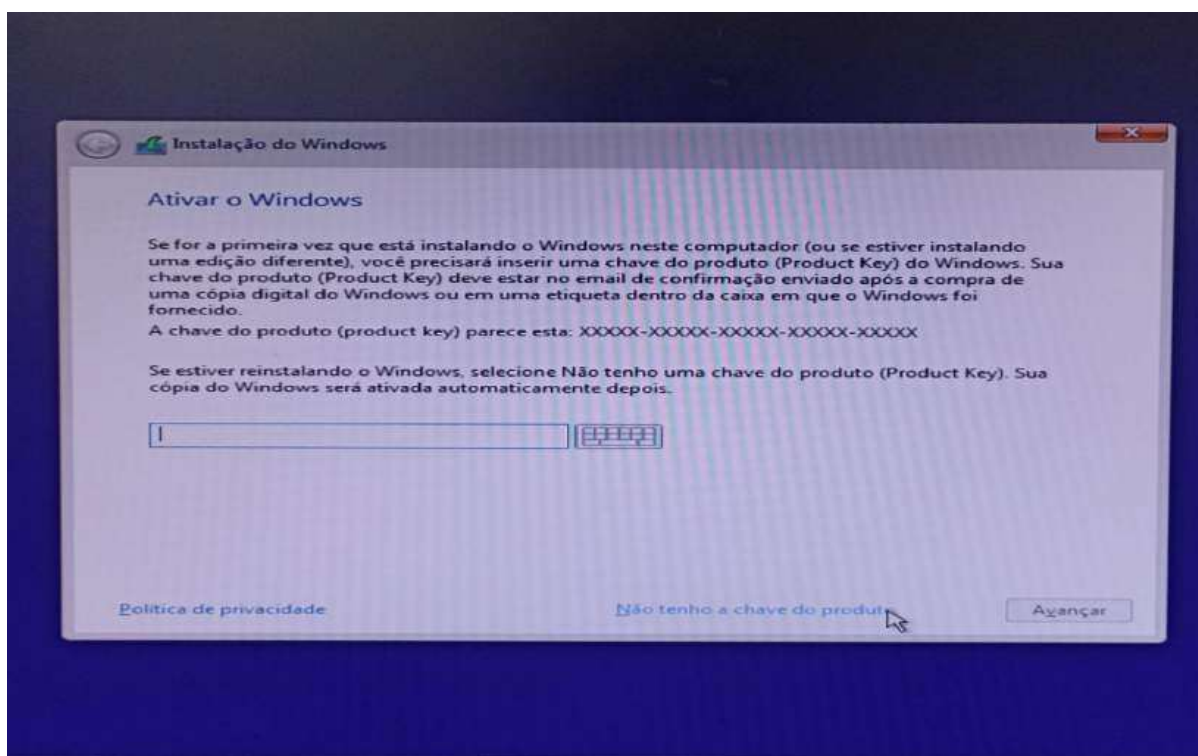 Instalação do Windows
Ativar o Windows
Se for a primeira vez que está instalando o Windows neste computador (ou se estiver instalando
uma edição diferente), você precisará inserir uma chave do produto (Product Key) do Windows. Sua
chave do produto (Product Key) deve estar no email de confirmação enviado após a compra de
uma cópia digital do Windows ou em uma etiqueta dentro da caixa em que o Windows foi
fornecido.
A chave do produto (product key) parece esta: XXXXX-XXXXX-XXXXX-XXXXX-XXXXX
Se estiver reinstalando o Windows, selecione Não tenho uma chave do produto (Product Key). Sua
cópia do Windows será ativada automaticamente depois.
Política de privacidade
Não tenho a chave do produto
Avançar